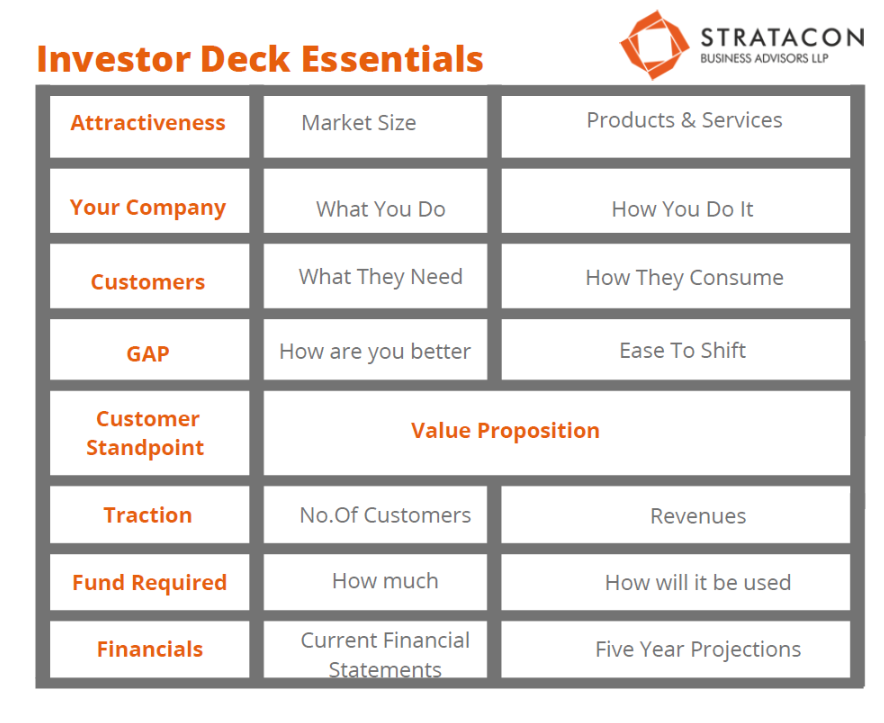 Investor Deck Essentials
STRATACON
BUSINESS ADVISORS LLP
Attractiveness
Market Size
Products & Services
Your Company
What You Do
How You Do It
Customers
What They Need
How They Consume
GAP
How are you better
Ease To Shift
Customer
Standpoint
Value Proposition
Traction
No.Of Customers
Revenues
Fund Required
How much
How will it be used
Financials
Current Financial
Statements
Five Year Projections